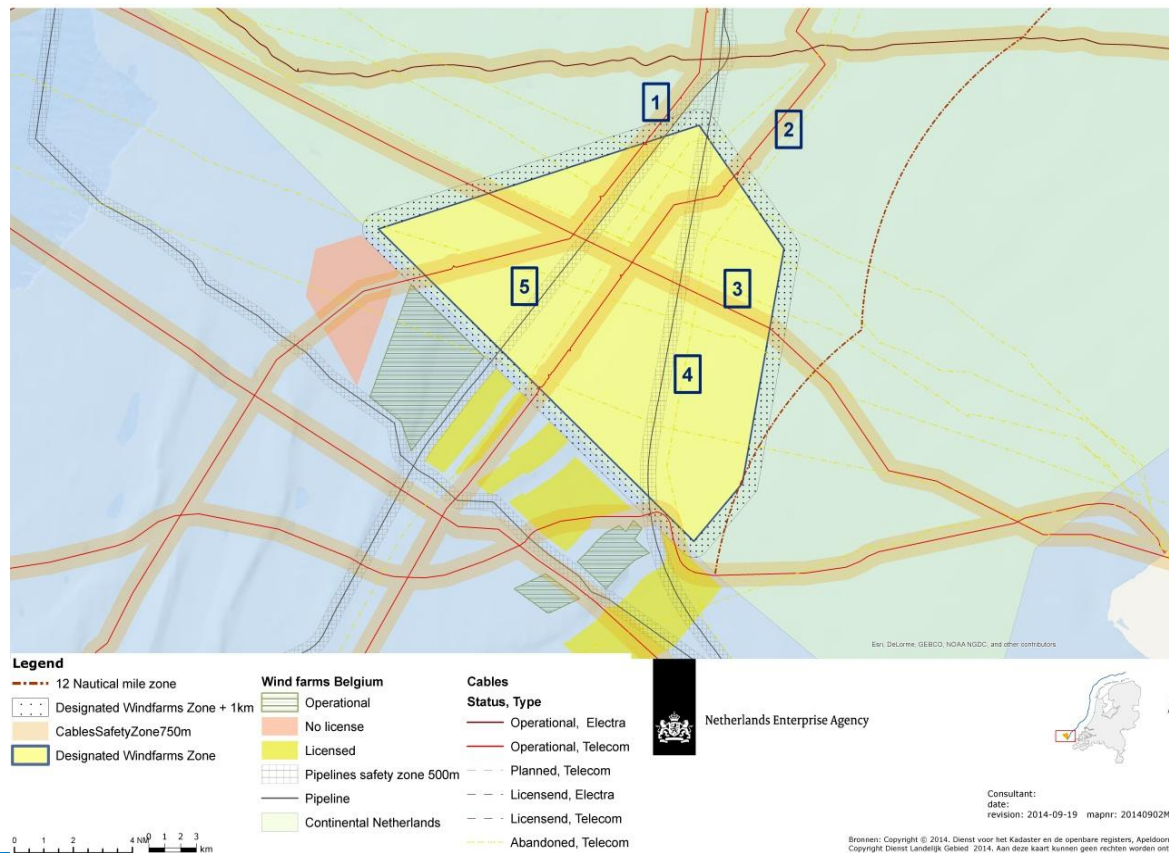 1
2
3
5
4
Esri, DeLorme, GEBCO, NOAA NGDC, and other contributors
Legend
12 Nautical mile zone
Designated Windfarms Zone + 1km
CablesSafetyZone750m
Designated Windfarms Zone
Wind farms Belgium
Operational
No license
Licensed
Pipelines safety zone 500m
Pipeline
Continental Netherlands
Cables
Status, Type
Operational, Electra
Operational, Telecom
Planned, Telecom
Licensend, Electra
Licensend, Telecom
Abandoned, Telecom
Netherlands Enterprise Agency
0 1 2 4 NM
0 1 2 3
km
Consultant:
date:
revision: 2014-09-19 mapnr: 20140902M
Bronnen: Copyright © 2014. Dienst voor het Kadaster en de openbare registers, Apeldoorn
Copyright Dienst Landelijk Gebied 2014. Aan deze kaart kunnen geen rechten worden ont